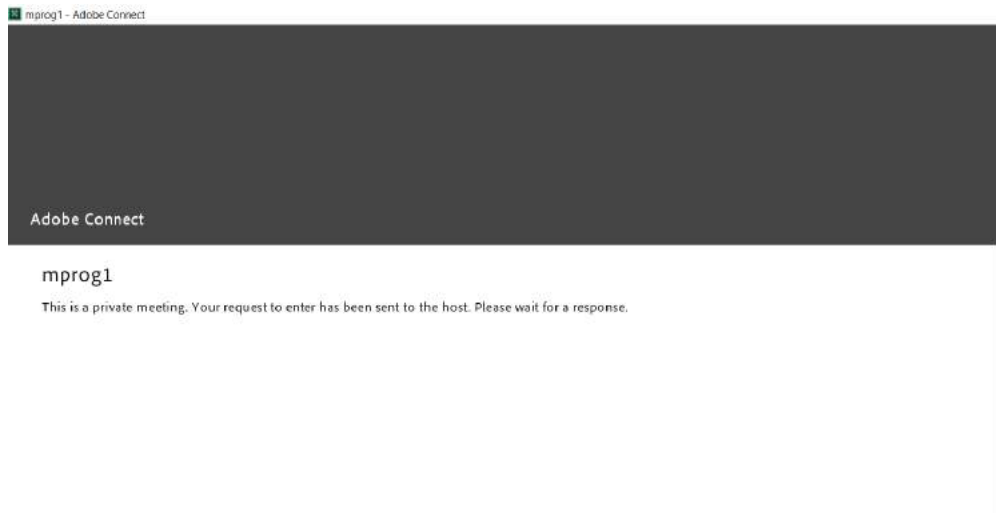 mprog1 - Adobe Connect
Adobe Connect
mprog1
This is a private meeting. Your request to enter has been sent to the host. Please wait for a response.